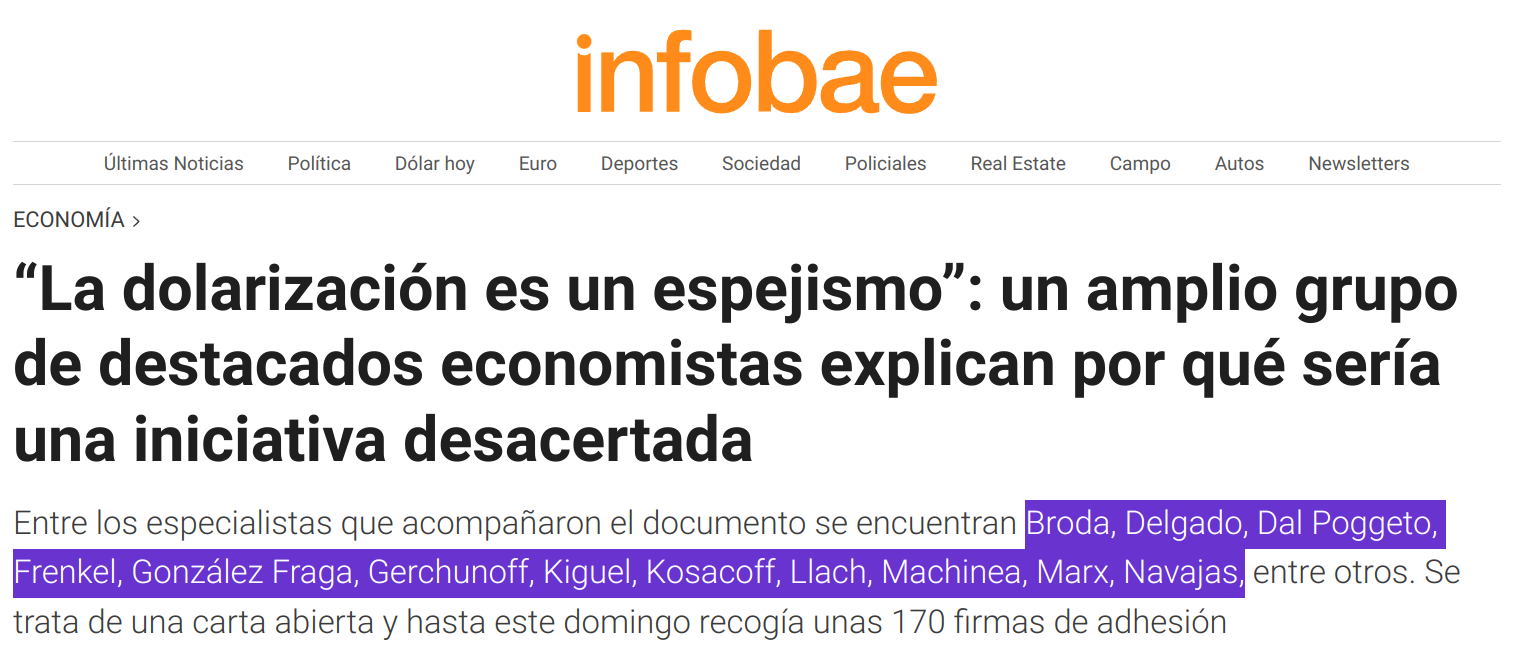 infobae
Últimas Noticias Política Dólar hoy Euro Deportes Sociedad Policiales Real Estate Campo Autos Newsletters
ECONOMÍA >
“La dolarización es un espejismo”: un amplio grupo
de destacados economistas explican por qué sería
una iniciativa desacertada
Entre los especialistas que acompañaron el documento se encuentran Broda, Delgado, Dal Poggeto,
Frenkel, González Fraga, Gerchunoff, Kiguel, Kosacoff, Llach, Machinea, Marx, Navajas, entre otros. Se
trata de una carta abierta y hasta este domingo recogía unas 170 firmas de adhesión